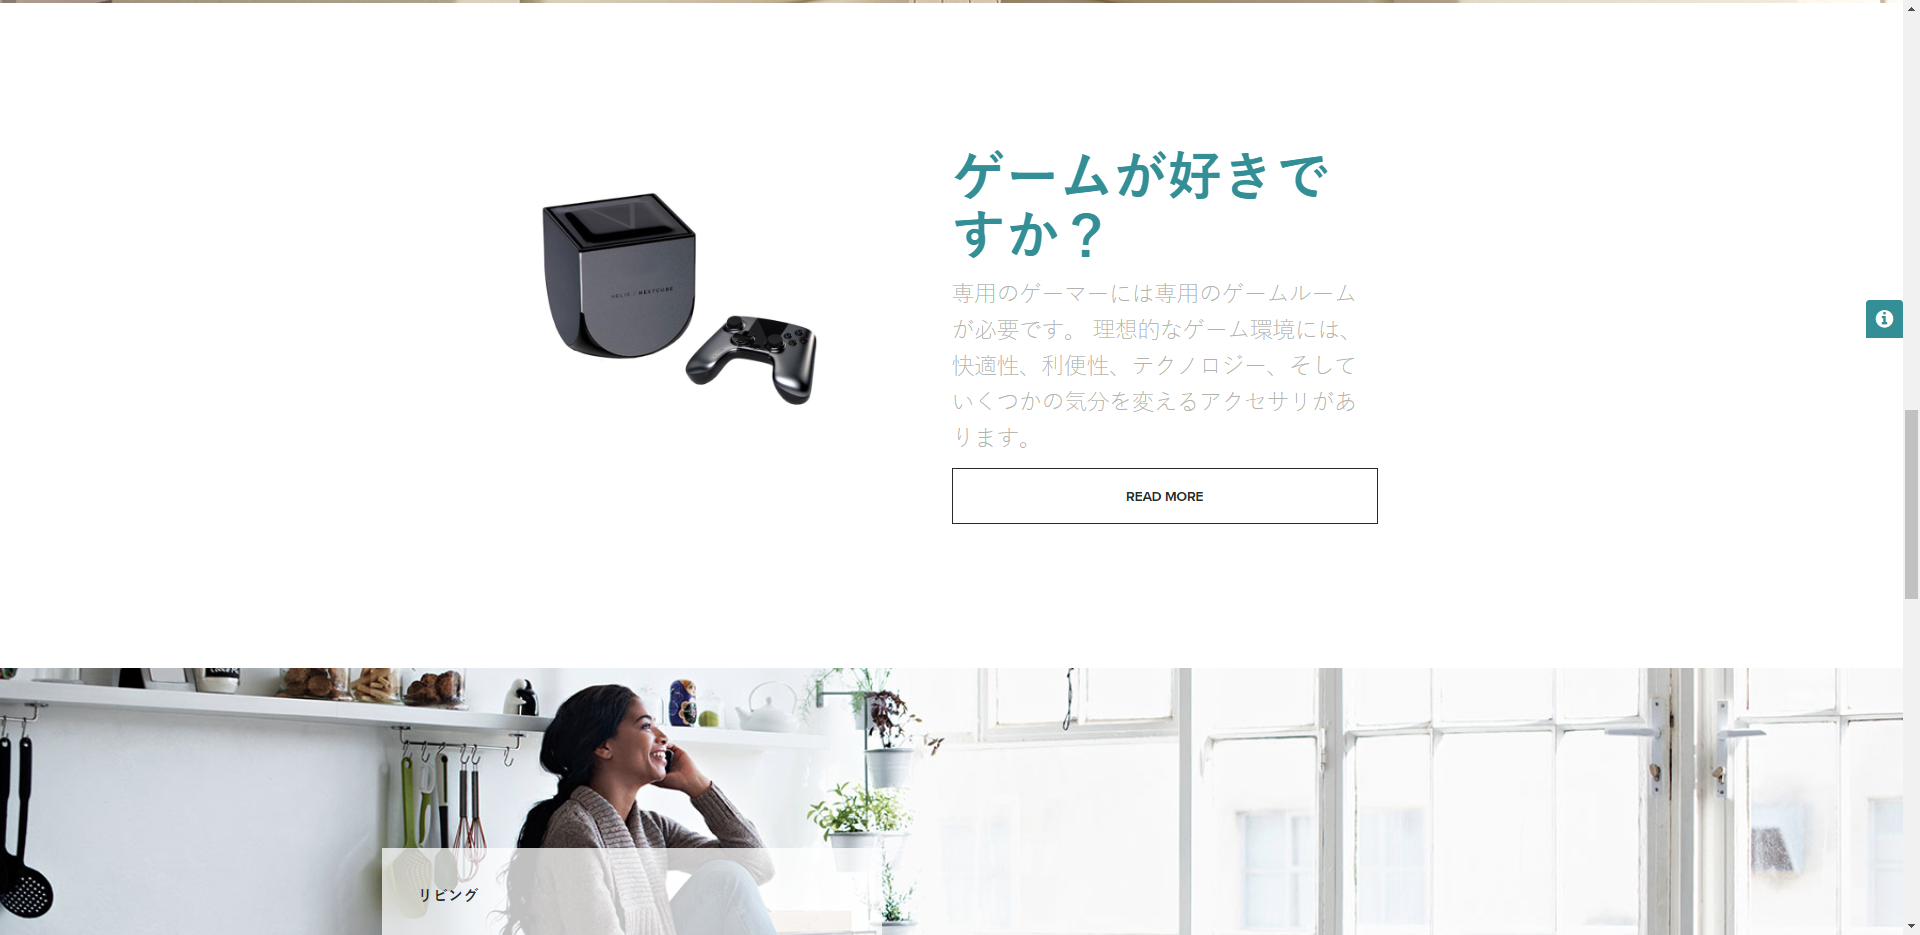 ゲームが好きで
すか？
専用のゲーマーには専用のゲームルーム
が必要です。 理想的なゲーム環境には、
快適性、利便性、テクノロジー、そして
いくつかの気分を変えるアクセサリがあ
ります。
HELIX / NEXTCUBE
READ MORE
リビング